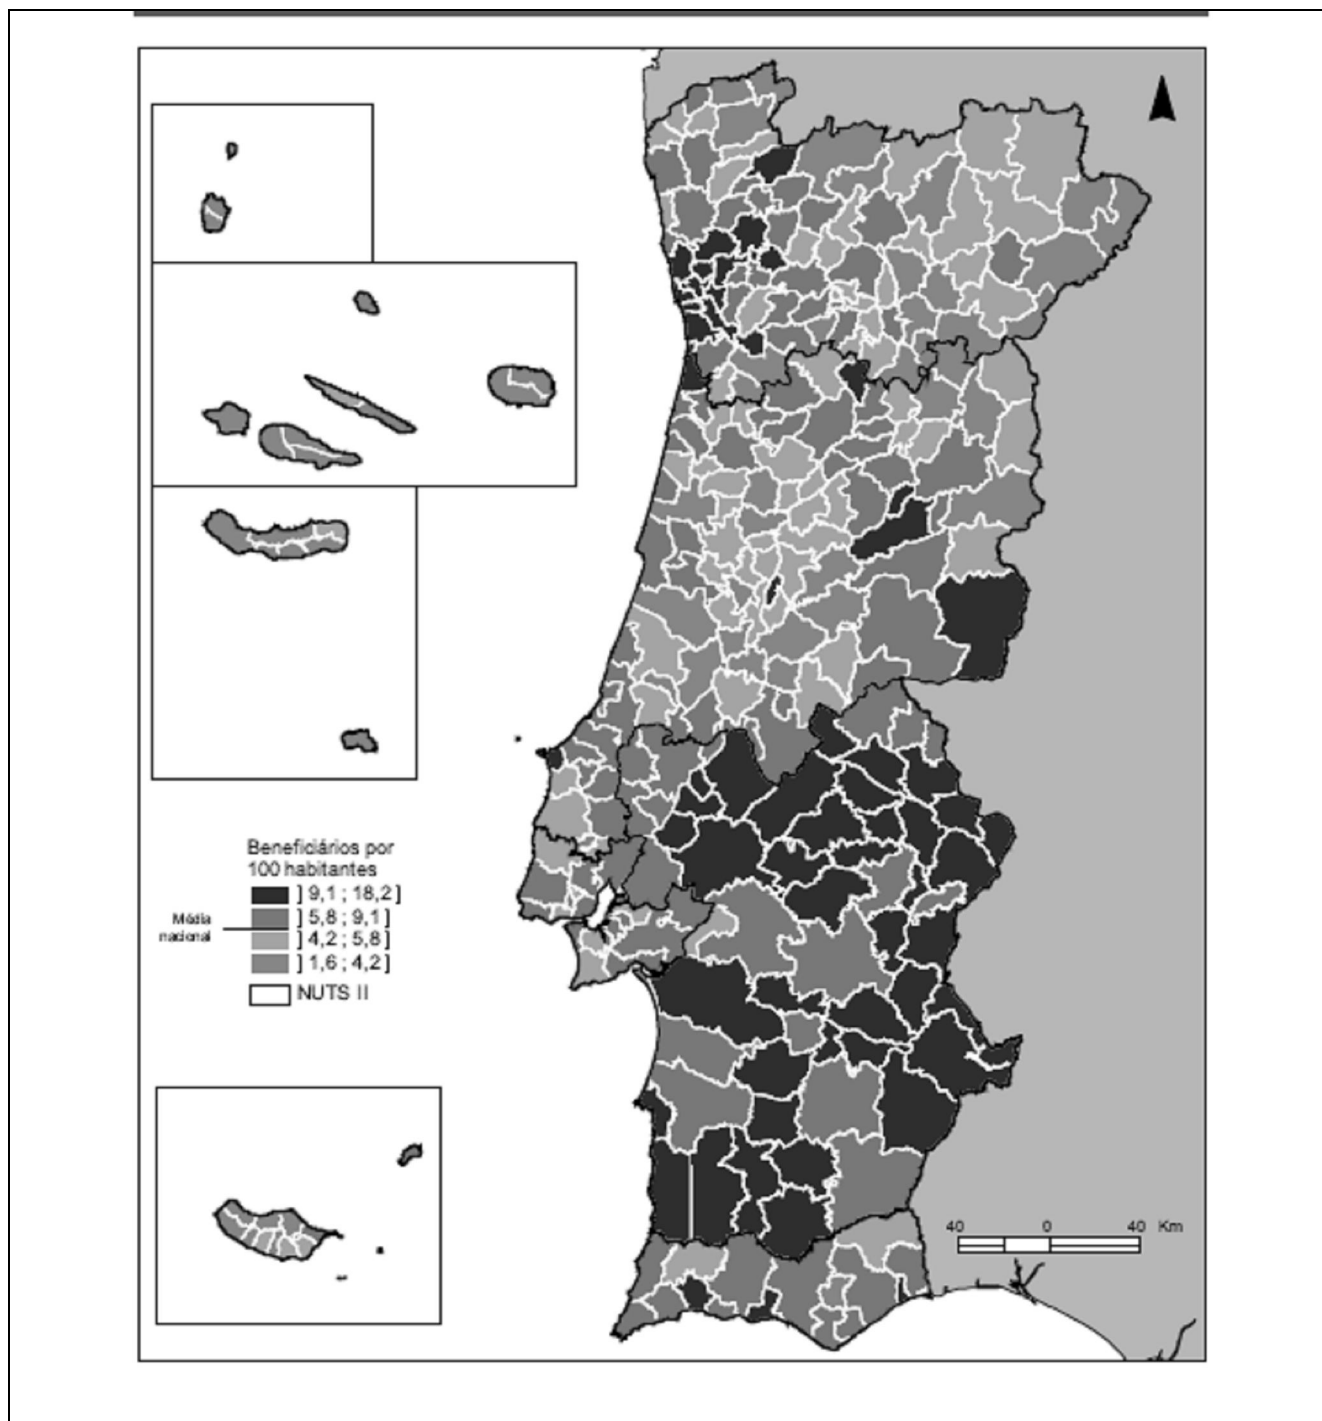 Beneficiários por
100 habitantes
] 9,1 ; 18,2 ]
] 5,8 ; 9,1 ]
Média
nacional
] 4,2 ; 5,8 ]
] 1,6 ; 4,2 ]
NUTS II
40 0 40 Km